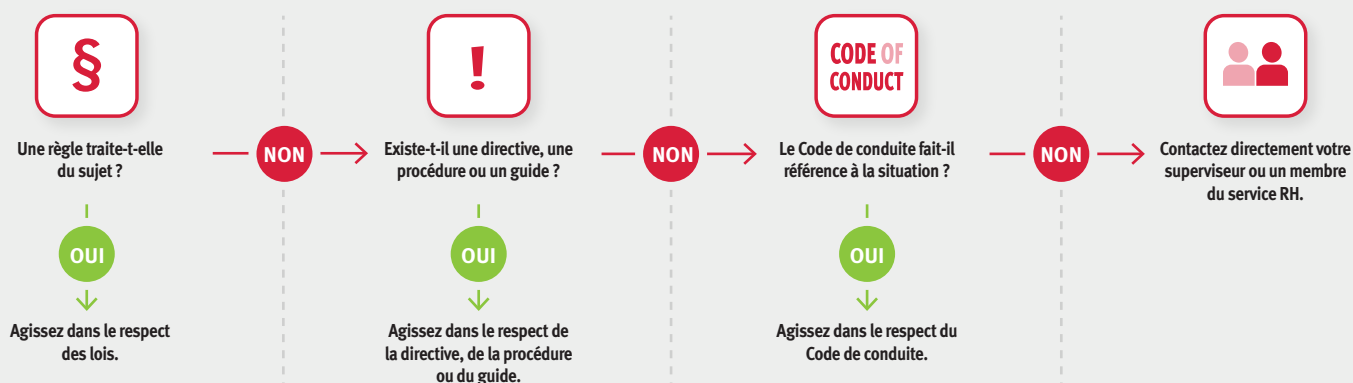 §
Une règle traite-t-elle
du sujet ?
OUI
Agissez dans le respect
des lois.
NON
!
Existe-t-il une directive, une
procédure ou un guide ?
OUI
Agissez dans le respect de
la directive, de la procédure
ou du guide.
NON
CODE OF
CONDUCT
Le Code de conduite fait-il
référence à la situation ?
OUI
Agissez dans le respect du
Code de conduite.
NON
Contactez directement votre
superviseur ou un membre
du service RH.